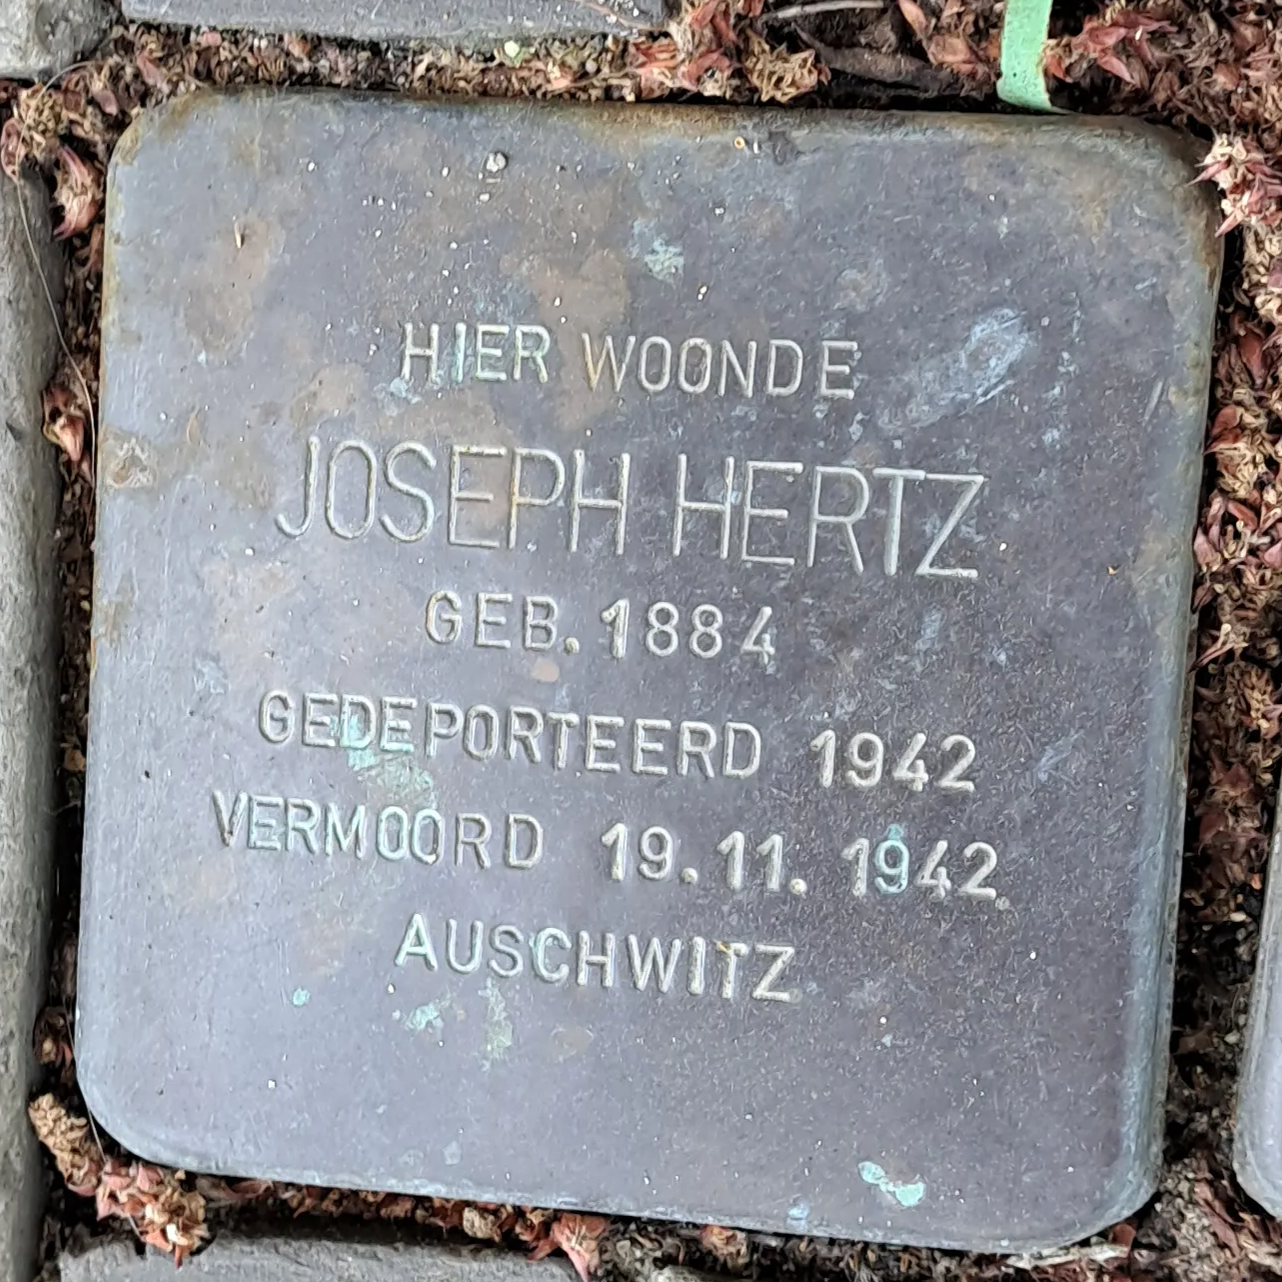 HIER WOONDE
JOSEPH HERTZ
GEB. 1884
GEDEPORTEERD 1942
VERMOORD 19.11.1942
AUSCHWITZ